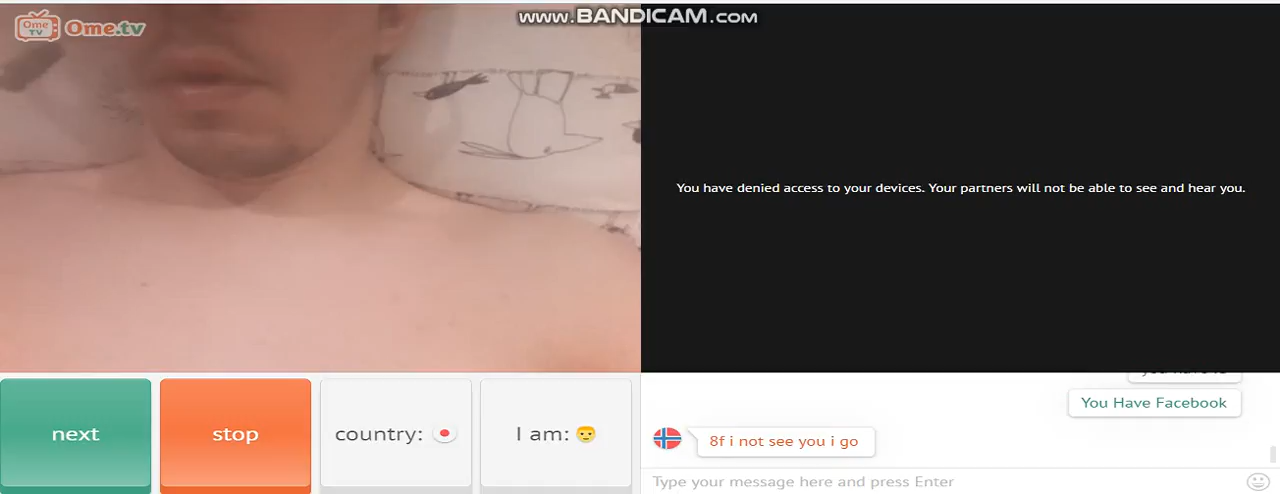 Ome TV Ome.tv
www.BANDICAM.COM
You have denied access to your devices. Your partners will not be able to see and hear you.
You Have Facebook
8f i not see you i go
next
stop
country:
I am:
Type your message here and press Enter